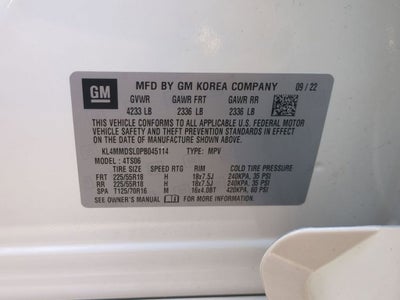 GM MFD BY GM KOREA COMPANY 09/22
GVWR GAWR FRT GAWR RR
4233 LB 2336 LB 2336 LB
THIS VEHICLE CONFORMS TO ALL APPLICABLE U.S. FEDERAL MOTOR
VEHICLE SAFETY AND THEFT PREVENTION STANDARDS IN EFFECT ON THE
DATE OF MANUFACTURE SHOWN ABOVE.
KL4MMDSL0PB045114 TYPE: MPV
MODEL: 4TS06
TIRE SIZE SPEED RTG RIM COLD TIRE PRESSURE
FRT 225/55R18 H 18x7.5J 240KPA, 35 PSI
RR 225/55R18 H 18x7.5J 240KPA, 35 PSI
SPA T125/70R16 M 16x4.0BT 420KPA, 60 PSI
SEE OWNER'S MANUAL FOR ADDITIONAL INFORMATION